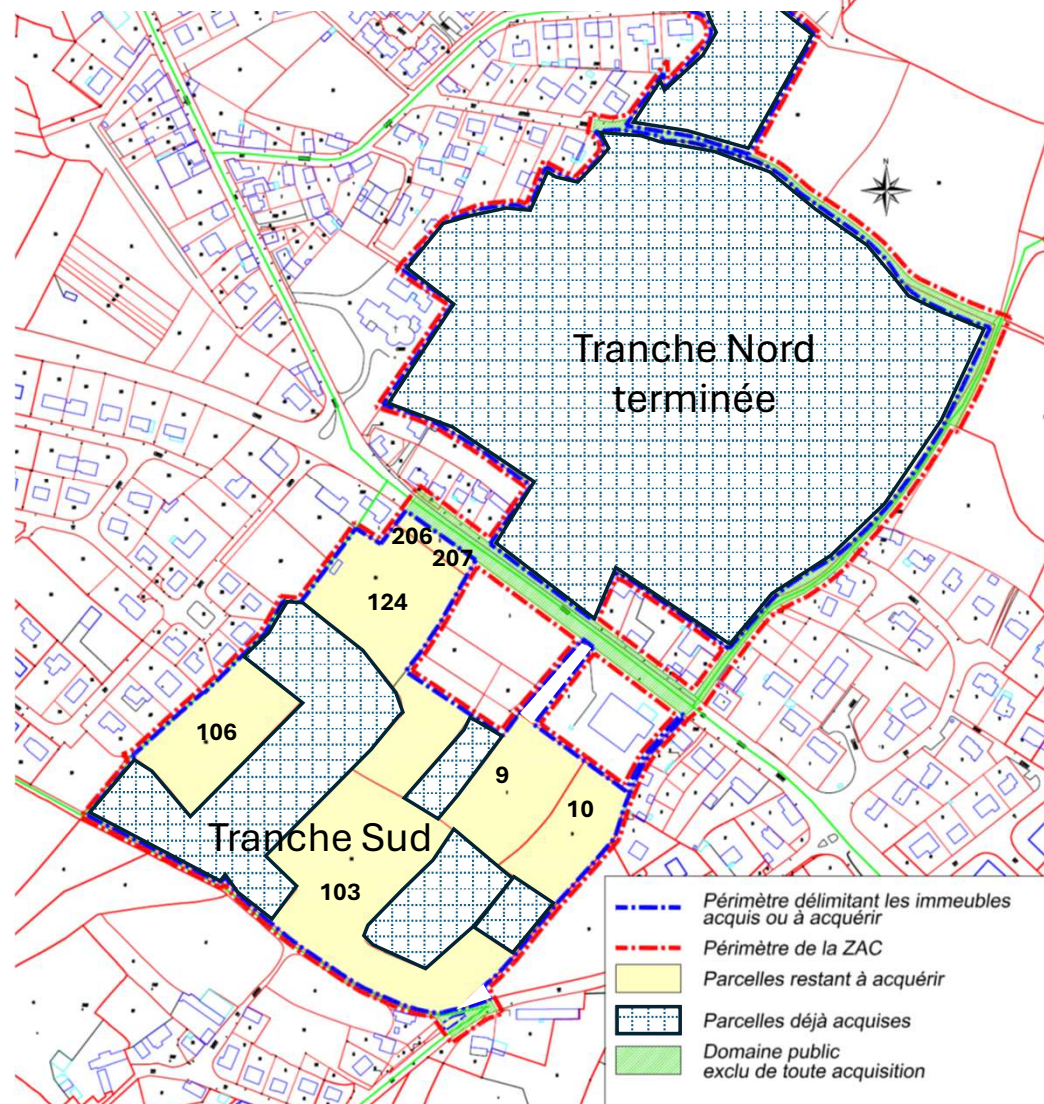 N
Tranche Nord
terminée
206
207
124
106
9
10
Tranche Sud
103
Périmètre délimitant les immeubles
acquis ou à acquérir
Périmètre de la ZAC
Parcelles restant à acquérir
Parcelles déjà acquises
Domaine public
exclu de toute acquisition